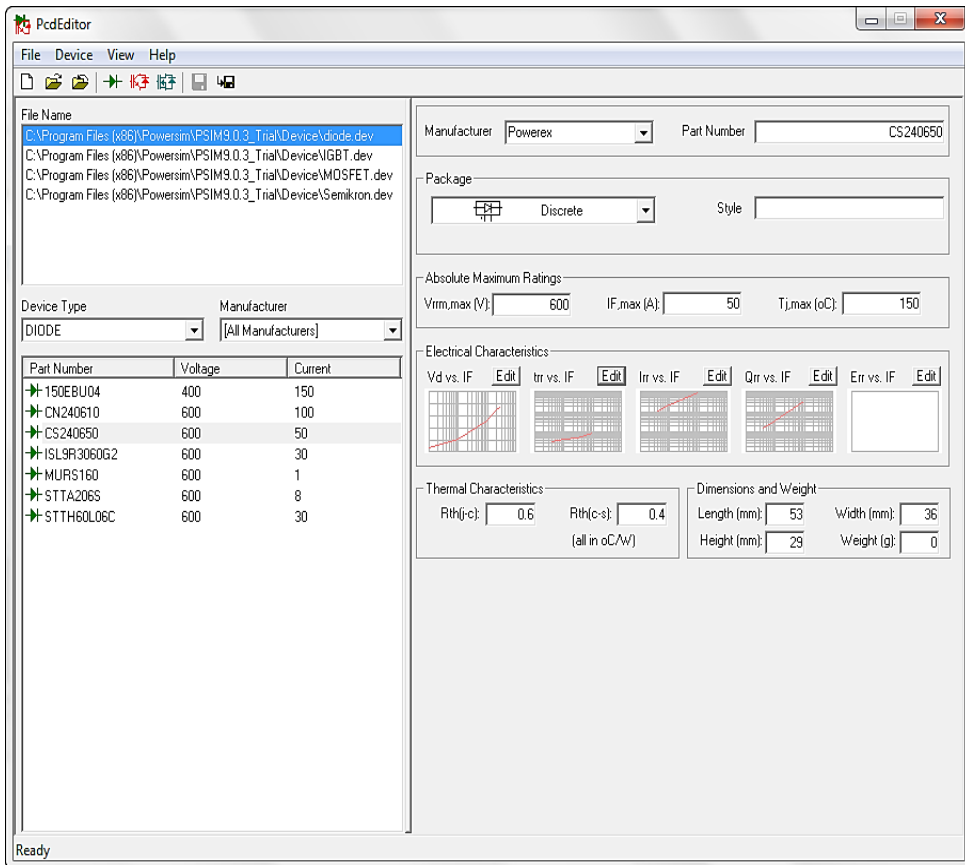 PcdEditor
File Device View Help
File Name
C:\Program Files (x86)\Powersim\PSIM9.0.3_Trial\Device\diode.dev
C:\Program Files (x86)\Powersim\PSIM9.0.3_Trial\Device\IGBT.dev
C:\Program Files (x86)\Powersim\PSIM9.0.3_Trial\Device\MOSFET.dev
C:\Program Files (x86)\Powersim\PSIM9.0.3_Trial\Device\Semikron.dev
Device Type Manufacturer
DIODE [All Manufacturers]
Part Number Voltage Current
150EBU04 400 150
CN240610 600 100
CS240650 600 50
ISL9R3060G2 600 30
MURS160 600 1
STTA206S 600 8
STTH60L06C 600 30
Manufacturer Powerex Part Number CS240650
Package
Discrete Style
Absolute Maximum Ratings
Vrrm,max (V): 600 IF,max (A): 50 Tj,max (oC): 150
Electrical Characteristics
Vd vs. IF Edit trr vs. IF Edit Irr vs. IF Edit Qrr vs. IF Edit Err vs. IF Edit
Thermal Characteristics
Rth(j-c): 0.6 Rth(c-s): 0.4
(all in oC/W)
Dimensions and Weight
Length (mm): 53 Width (mm): 36
Height (mm): 29 Weight (g): 0
Ready